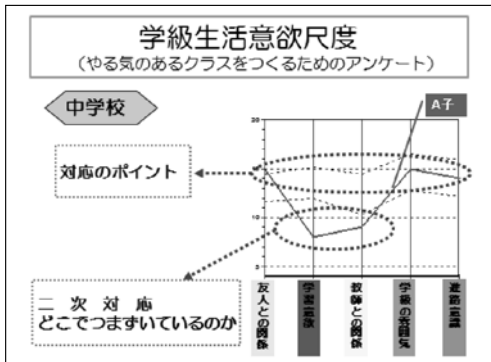 学級生活意欲尺度
(やる気のあるクラスをつくるためのアンケート)
中学校
A子
対応のポイント
二次対応
どこでつまずいているのか
20
10
5
友人との関係
学習意欲
教師との関係
学級の雰囲気
進路意識